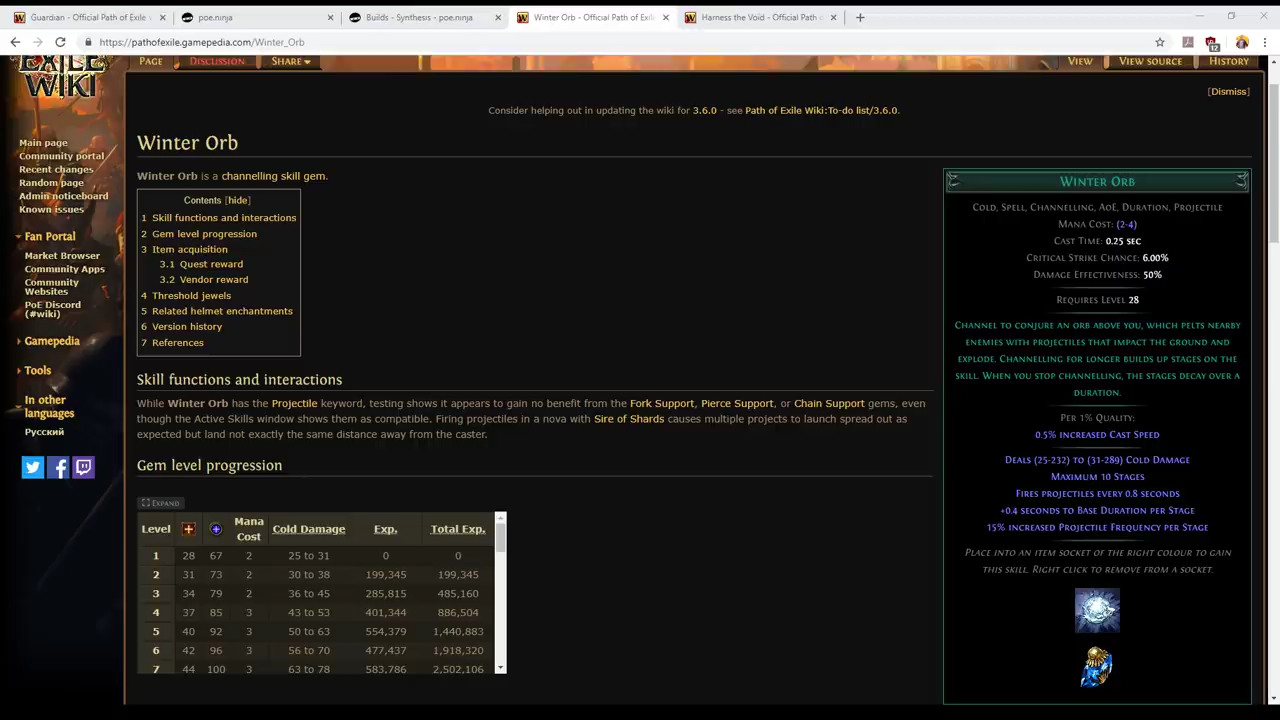 Guardian - Official Path of Exile
poe.ninja
Builds - Synthesis - poe.ninja
Winter Orb - Official Path of Exile
Harness the Void - Official Path o
https://pathofexile.gamepedia.com/Winter_Orb
12
EXILE
WIKI
PAGE
DISCUSSION
SHARE
VIEW
VIEW SOURCE
HISTORY
[Dismiss]
Consider helping out in updating the wiki for 3.6.0 - see Path of Exile Wiki:To-do list/3.6.0.
Main page
Community portal
Recent changes
Random page
Admin noticeboard
Known issues
Fan Portal
Market Browser
Community Apps
Community
Websites
PoE Discord
(#wiki)
Gamepedia
Tools
In other
languages
Русский
Winter Orb
Winter Orb is a channelling skill gem.
Contents [hide]
1 Skill functions and interactions
2 Gem level progression
3 Item acquisition
3.1 Quest reward
3.2 Vendor reward
4 Threshold jewels
5 Related helmet enchantments
6 Version history
7 References
Skill functions and interactions
While Winter Orb has the Projectile keyword, testing shows it appears to gain no benefit from the Fork Support, Pierce Support, or Chain Support gems, even
though the Active Skills window shows them as compatible. Firing projectiles in a nova with Sire of Shards causes multiple projects to launch spread out as
expected but land not exactly the same distance away from the caster.
Gem level progression
EXPAND
Level Mana Cost Cold Damage Exp. Total Exp.
1 28 67 2 25 to 31 0 0
2 31 73 2 30 to 38 199,345 199,345
3 34 79 2 36 to 45 285,815 485,160
4 37 85 3 43 to 53 401,344 886,504
5 40 92 3 50 to 63 554,379 1,440,883
6 42 96 3 56 to 70 477,437 1,918,320
7 44 100 3 63 to 78 583,786 2,502,106
WINTER ORB
COLD, SPELL, CHANNELLING, AOE, DURATION, PROJECTILE
MANA COST: (2-4)
CAST TIME: 0.25 SEC
CRITICAL STRIKE CHANCE: 6.00%
DAMAGE EFFECTIVENESS: 50%
REQUIRES LEVEL 28
CHANNEL TO CONJURE AN ORB ABOVE YOU, WHICH PELTS NEARBY
ENEMIES WITH PROJECTILES THAT IMPACT THE GROUND AND
EXPLODE. CHANNELLING FOR LONGER BUILDS UP STAGES ON THE
SKILL. WHEN YOU STOP CHANNELLING, THE STAGES DECAY OVER A
DURATION.
PER 1% QUALITY:
0.5% INCREASED CAST SPEED
DEALS (25-232) TO (31-289) COLD DAMAGE
MAXIMUM 10 STAGES
FIRES PROJECTILES EVERY 0.8 SECONDS
+0.4 SECONDS TO BASE DURATION PER STAGE
15% INCREASED PROJECTILE FREQUENCY PER STAGE
PLACE INTO AN ITEM SOCKET OF THE RIGHT COLOUR TO GAIN
THIS SKILL. RIGHT CLICK TO REMOVE FROM A SOCKET.